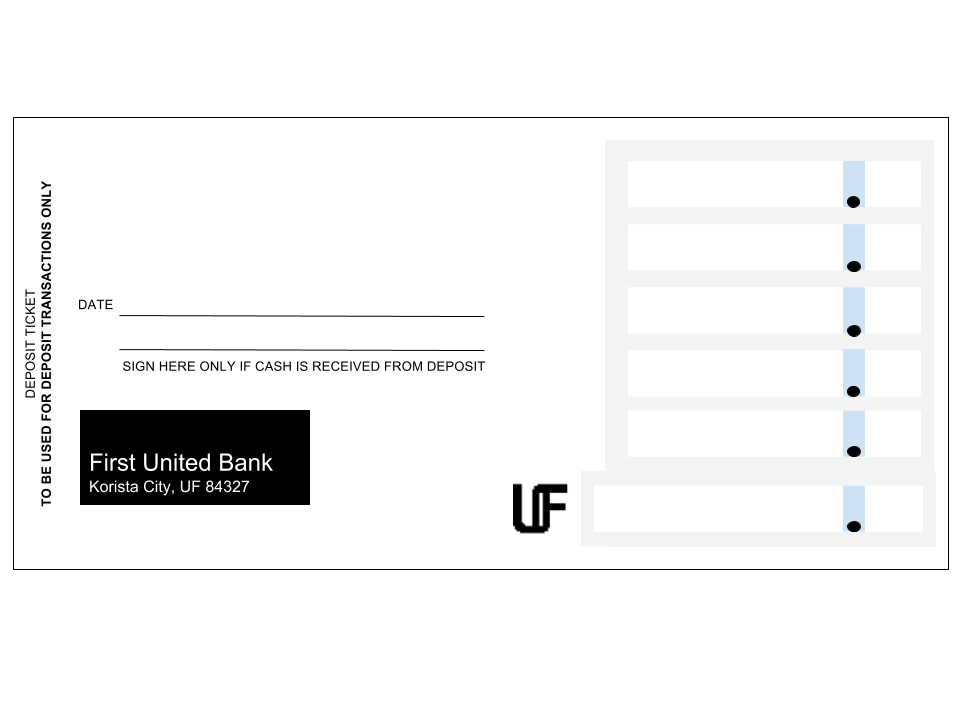 DEPOSIT TICKET
TO BE USED FOR DEPOSIT TRANSACTIONS ONLY
DATE
SIGN HERE ONLY IF CASH IS RECEIVED FROM DEPOSIT
First United Bank
Korista City, UF 84327
UF